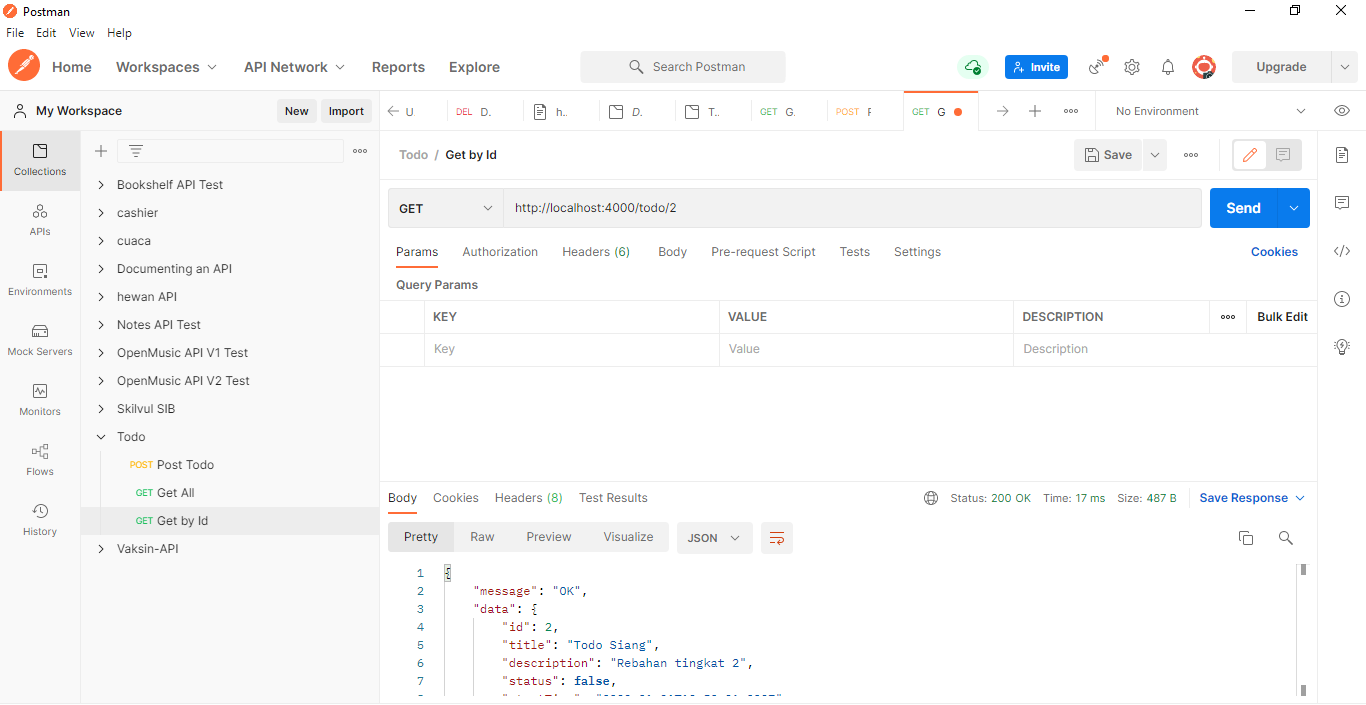 Postman
File Edit View Help
Home Workspaces API Network Reports Explore Search Postman Invite Upgrade
My Workspace New Import U DEL D. h.. D. T.. GET G. POST GET G No Environment
Collections
APIs
Environments
Mock Servers
Monitors
Flows
History
Bookshelf API Test
cashier
cuaca
Documenting an API
hewan API
Notes API Test
OpenMusic API V1 Test
OpenMusic API V2 Test
Skilvul SIB
Todo
POST Post Todo
GET Get All
GET Get by Id
Vaksin-API
Todo / Get by Id Save
GET http://localhost:4000/todo/2 Send
Params Authorization Headers (6) Body Pre-request Script Tests Settings Cookies
Query Params
KEY VALUE DESCRIPTION Bulk Edit
Key Value Description
Body Cookies Headers (8) Test Results Status: 200 OK Time: 17 ms Size: 487 B Save Response
Pretty Raw Preview Visualize JSON
1 {
2 "message": "OK",
3 "data": {
4 "id": 2,
5 "title": "Todo Siang",
6 "description": "Rebahan tingkat 2",
7 "status": false,